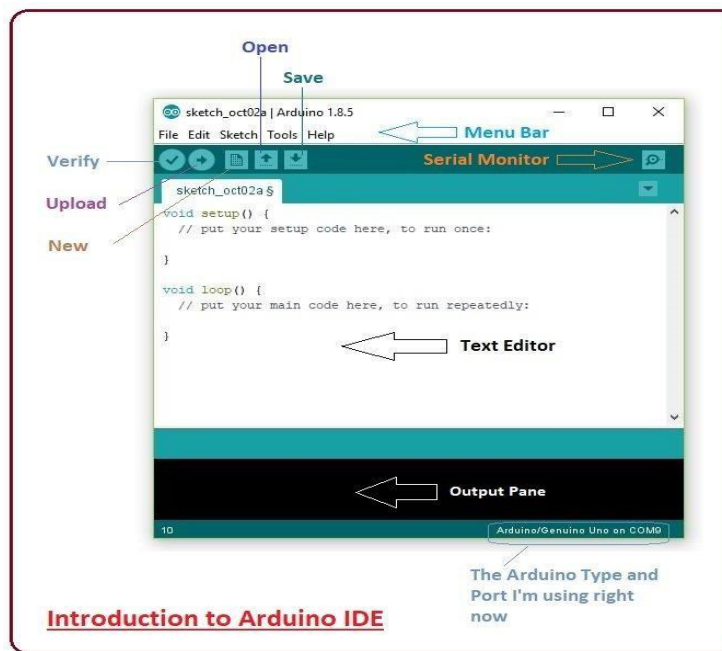 Open
Save
sketch_oct02a | Arduino 1.8.5
File Edit Sketch Tools Help
Menu Bar
Verify
Serial Monitor
Upload
sketch_oct02a §
New
void setup() {
// put your setup code here, to run once:
}
void loop() {
// put your main code here, to run repeatedly:
}
Text Editor
Output Pane
10
Arduino/Genuino Uno on COM9
The Arduino Type and
Port I'm using right
now
Introduction to Arduino IDE